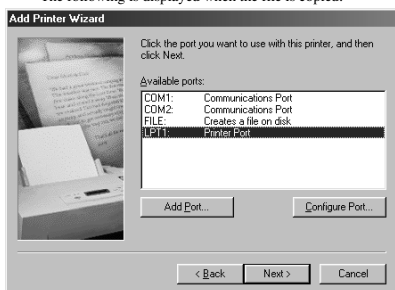 The following is displayed when the file is copied.
Add Printer Wizard
Click the port you want to use with this printer, and then
click Next.
Available ports:
COM1: Communications Port
COM2: Communications Port
FILE: Creates a file on disk
LPT1: Printer Port
Add Port...
Configure Port...
< Back
Next >
Cancel